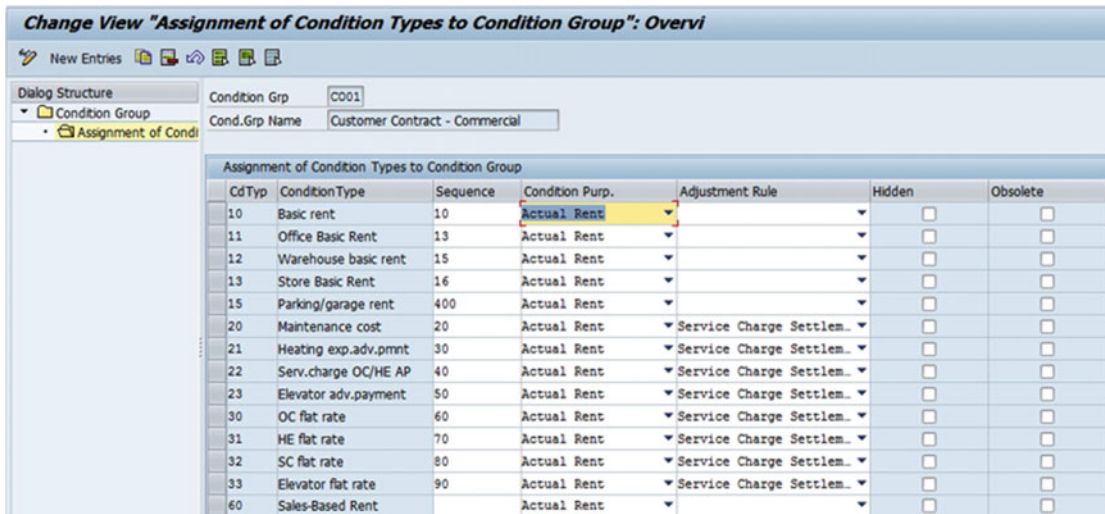 Change View "Assignment of Condition Types to Condition Group": Overvi
New Entries
Dialog Structure
Condition Group
Assignment of Condi
Condition Grp C001
Cond.Grp Name Customer Contract - Commercial
Assignment of Condition Types to Condition Group
CdTyp ConditionType Sequence Condition Purp. Adjustment Rule Hidden Obsolete
10 Basic rent 10 Actual Rent
11 Office Basic Rent 13 Actual Rent
12 Warehouse basic rent 15 Actual Rent
13 Store Basic Rent 16 Actual Rent
15 Parking/garage rent 400 Actual Rent
20 Maintenance cost 20 Actual Rent Service Charge Settlem…
21 Heating exp.adv.pmnt 30 Actual Rent Service Charge Settlem…
22 Serv.charge OC/HE AP 40 Actual Rent Service Charge Settlem…
23 Elevator adv.payment 50 Actual Rent Service Charge Settlem…
30 OC flat rate 60 Actual Rent Service Charge Settlem…
31 HE flat rate 70 Actual Rent Service Charge Settlem…
32 SC flat rate 80 Actual Rent Service Charge Settlem…
33 Elevator flat rate 90 Actual Rent Service Charge Settlem…
60 Sales-Based Rent Actual Rent